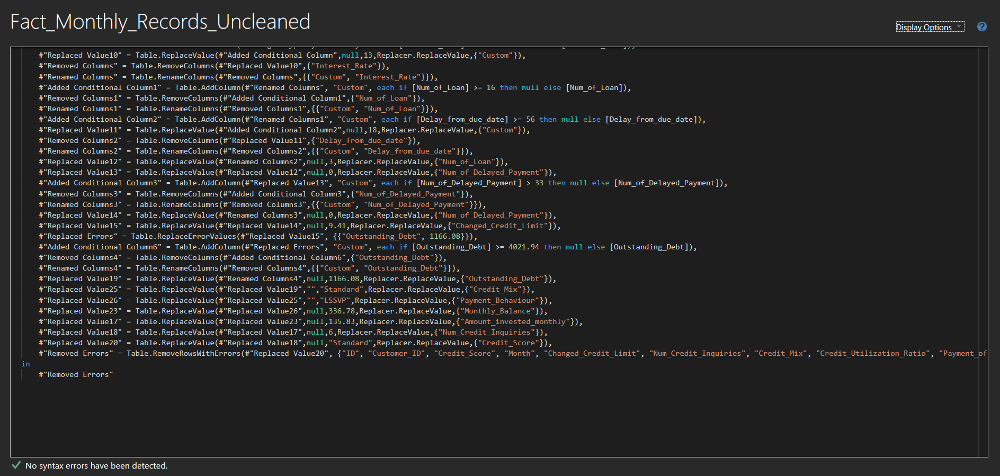 Fact_Monthly_Records_Uncleaned
Display Options
?
#"Replaced Value10" = Table.ReplaceValue(#"Added Conditional Column",null,13,Replacer.ReplaceValue,{"Custom"}),
#"Removed Columns" = Table.RemoveColumns(#"Replaced Value10",{"Interest_Rate"}),
#"Renamed Columns" = Table.RenameColumns(#"Removed Columns",{{"Custom", "Interest_Rate"}}),
#"Added Conditional Column1" = Table.AddColumn(#"Renamed Columns", "Custom", each if [Num_of_Loan] >= 16 then null else [Num_of_Loan]),
#"Removed Columns1" = Table.RemoveColumns(#"Added Conditional Column1",{"Num_of_Loan"}),
#"Renamed Columns1" = Table.RenameColumns(#"Removed Columns1",{{"Custom", "Num_of_Loan"}}),
#"Added Conditional Column2" = Table.AddColumn(#"Renamed Columns1", "Custom", each if [Delay_from_due_date] >= 56 then null else [Delay_from_due_date]),
#"Replaced Value11" = Table.ReplaceValue(#"Added Conditional Column2",null,18,Replacer.ReplaceValue,{"Custom"}),
#"Removed Columns2" = Table.RemoveColumns(#"Replaced Value11",{"Delay_from_due_date"}),
#"Renamed Columns2" = Table.RenameColumns(#"Removed Columns2",{{"Custom", "Delay_from_due_date"}}),
#"Replaced Value12" = Table.ReplaceValue(#"Renamed Columns2",null,3,Replacer.ReplaceValue,{"Num_of_Loan"}),
#"Replaced Value13" = Table.ReplaceValue(#"Replaced Value12",null,0,Replacer.ReplaceValue,{"Num_of_Delayed_Payment"}),
#"Added Conditional Column3" = Table.AddColumn(#"Replaced Value13", "Custom", each if [Num_of_Delayed_Payment] > 33 then null else [Num_of_Delayed_Payment]),
#"Removed Columns3" = Table.RemoveColumns(#"Added Conditional Column3",{"Num_of_Delayed_Payment"}),
#"Renamed Columns3" = Table.RenameColumns(#"Removed Columns3",{{"Custom", "Num_of_Delayed_Payment"}}),
#"Replaced Value14" = Table.ReplaceValue(#"Renamed Columns3",null,0,Replacer.ReplaceValue,{"Num_of_Delayed_Payment"}),
#"Replaced Value15" = Table.ReplaceValue(#"Replaced Value14",null,9.41,Replacer.ReplaceValue,{"Changed_Credit_Limit"}),
#"Replaced Errors" = Table.ReplaceErrorValues(#"Replaced Value15", {{"Outstanding_Debt", 1166.08}}),
#"Added Conditional Column6" = Table.AddColumn(#"Replaced Errors", "Custom", each if [Outstanding_Debt] >= 4021.94 then null else [Outstanding_Debt]),
#"Removed Columns4" = Table.RemoveColumns(#"Added Conditional Column6",{"Outstanding_Debt"}),
#"Renamed Columns4" = Table.RenameColumns(#"Removed Columns4",{{"Custom", "Outstanding_Debt"}}),
#"Replaced Value19" = Table.ReplaceValue(#"Renamed Columns4",null,1166.08,Replacer.ReplaceValue,{"Outstanding_Debt"}),
#"Replaced Value25" = Table.ReplaceValue(#"Replaced Value19","","Standard",Replacer.ReplaceValue,{"Credit_Mix"}),
#"Replaced Value26" = Table.ReplaceValue(#"Replaced Value25","","LSSVP",Replacer.ReplaceValue,{"Payment_Behaviour"}),
#"Replaced Value23" = Table.ReplaceValue(#"Replaced Value26",null,336.78,Replacer.ReplaceValue,{"Monthly_Balance"}),
#"Replaced Value17" = Table.ReplaceValue(#"Replaced Value23",null,135.83,Replacer.ReplaceValue,{"Amount_invested_monthly"}),
#"Replaced Value18" = Table.ReplaceValue(#"Replaced Value17",null,6,Replacer.ReplaceValue,{"Num_Credit_Inquiries"}),
#"Replaced Value20" = Table.ReplaceValue(#"Replaced Value18",null,"Standard",Replacer.ReplaceValue,{"Credit_Score"}),
#"Removed Errors" = Table.RemoveRowsWithErrors(#"Replaced Value20", {"ID", "Customer_ID", "Credit_Score", "Month", "Changed_Credit_Limit", "Num_Credit_Inquiries", "Credit_Mix", "Credit_Utilization_Ratio", "Payment_of_
in
#"Removed Errors"
No syntax errors have been detected.